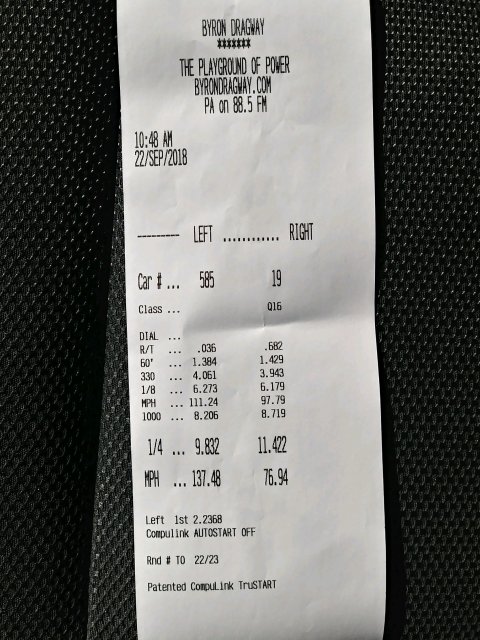 BYRON DRAGWAY
*******
THE PLAYGROUND OF POWER
BYRONDRAGWAY.COM
PA on 88.5 FM
10:48 AM
22/SEP/2018
--------- LEFT ............ RIGHT
Car # ... 585 19
Class ... Q16
DIAL ...
R/T ... .036 .682
60' ... 1.384 1.429
330 ... 4.061 3.943
1/8 ... 6.273 6.179
MPH ... 111.24 97.79
1000 ... 8.206 8.719
1/4 ... 9.832 11.422
MPH ... 137.48 76.94
Left 1st 2.2368
Compulink AUTOSTART OFF
Rnd # TO 22/23
Patented CompuLink TruSTART